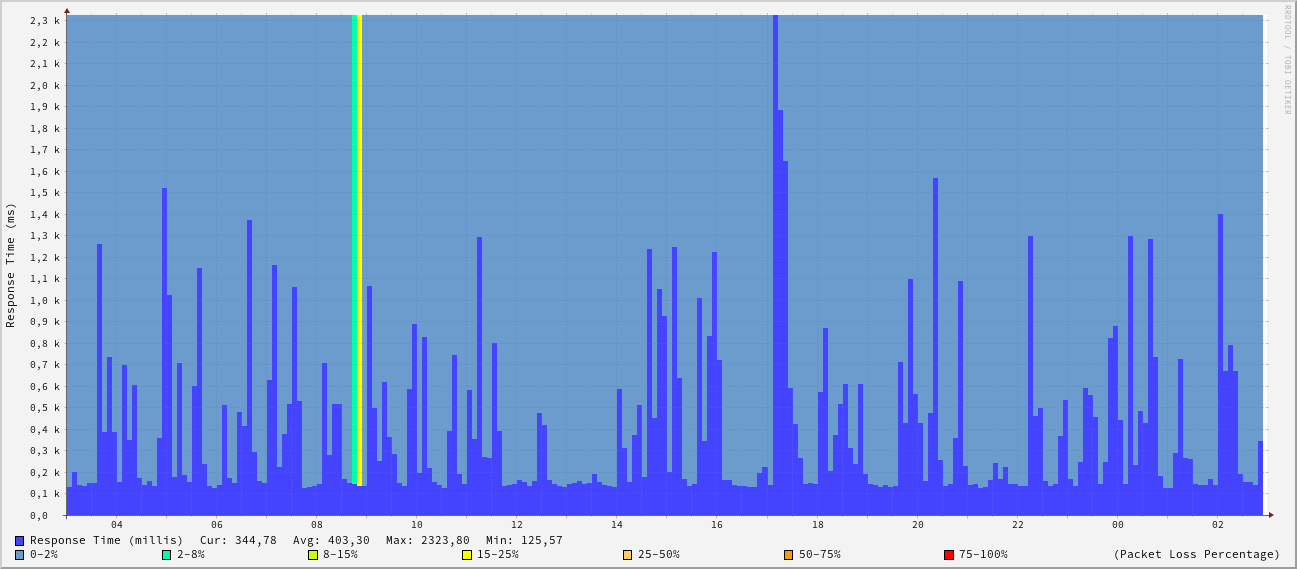 RRDTOOL / TOBI OETIKER
Response Time (ms)
2,3 k
2,2 k
2,1 k
2,0 k
1,9 k
1,8 k
1,7 k
1,6 k
1,5 k
1,4 k
1,3 k
1,2 k
1,1 k
1,0 k
0,9 k
0,8 k
0,7 k
0,6 k
0,5 k
0,4 k
0,3 k
0,2 k
0,1 k
0,0
04 06 08 10 12 14 16 18 20 22 00 02
Response Time (millis) Cur: 344,78 Avg: 403,30 Max: 2323,80 Min: 125,57
0-2% 2-8% 8-15% 15-25% 25-50% 50-75% 75-100% (Packet Loss Percentage)